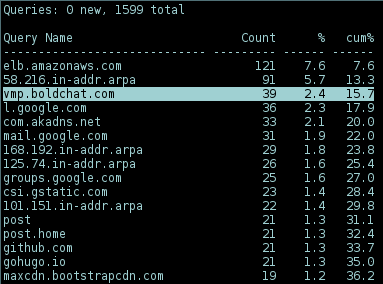 Queries: 0 new, 1599 total
Query Name Count % cum%
------------------------------ --------- ------ ------
elb.amazonaws.com 121 7.6 7.6
58.216.in-addr.arpa 91 5.7 13.3
vmp.boldchat.com 39 2.4 15.7
l.google.com 36 2.3 17.9
com.akadns.net 33 2.1 20.0
mail.google.com 31 1.9 22.0
168.192.in-addr.arpa 29 1.8 23.8
125.74.in-addr.arpa 26 1.6 25.4
groups.google.com 25 1.6 27.0
csi.gstatic.com 23 1.4 28.4
101.151.in-addr.arpa 22 1.4 29.8
post 21 1.3 31.1
post.home 21 1.3 32.4
github.com 21 1.3 33.7
gohugo.io 21 1.3 35.0
maxcdn.bootstrapcdn.com 19 1.2 36.2